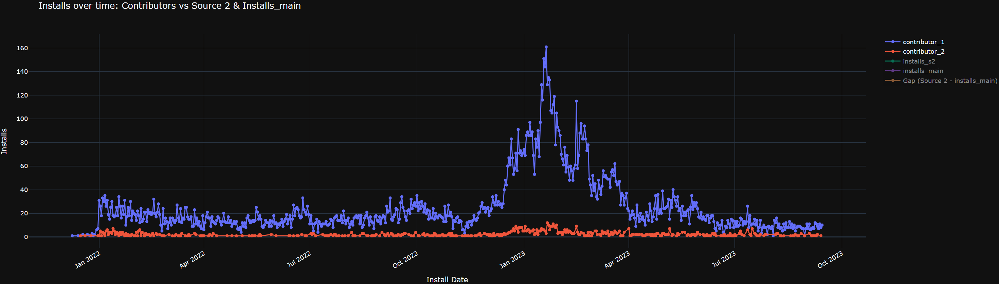 Installs over time: Contributors vs Source 2 & Installs_main
contributor_1
contributor_2
installs_s2
installs_main
Gap (Source 2 - installs_main)
Installs
160
140
120
100
80
60
40
20
0
Jan 2022
Apr 2022
Jul 2022
Oct 2022
Jan 2023
Apr 2023
Jul 2023
Oct 2023
Install Date